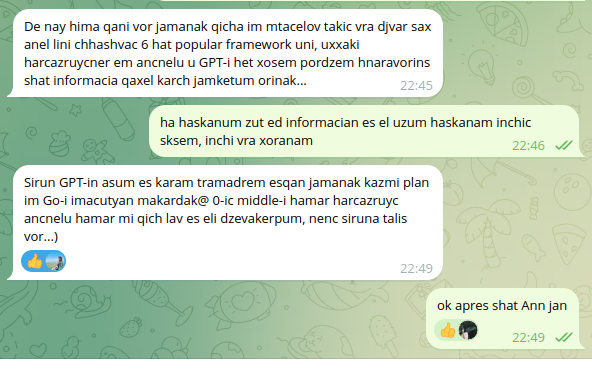 De nay hima qani vor jamanak qicha im mtacelov takic vra djvar sax
anel lini chhashvac 6 hat popular framework uni, uxxaki
harcazruycner em ancnelu u GPT-i het xosem pordzem hnaravorins
shat informacia qaxel karch jamketum orinak...
22:45
ha haskanum zut ed informacian es el uzum haskanam inchic
sksem, inchi vra xoranam
22:46
Sirun GPT-in asum es karam tramadrem esqan jamanak kazmi plan
im Go-i imacutyan makardak@ 0-ic middle-i hamar harcazruyc
ancnelu hamar mi qich lav es eli dzevakerpum, nenc siruna talis
vor...)
22:49
ok apres shat Ann jan
22:49